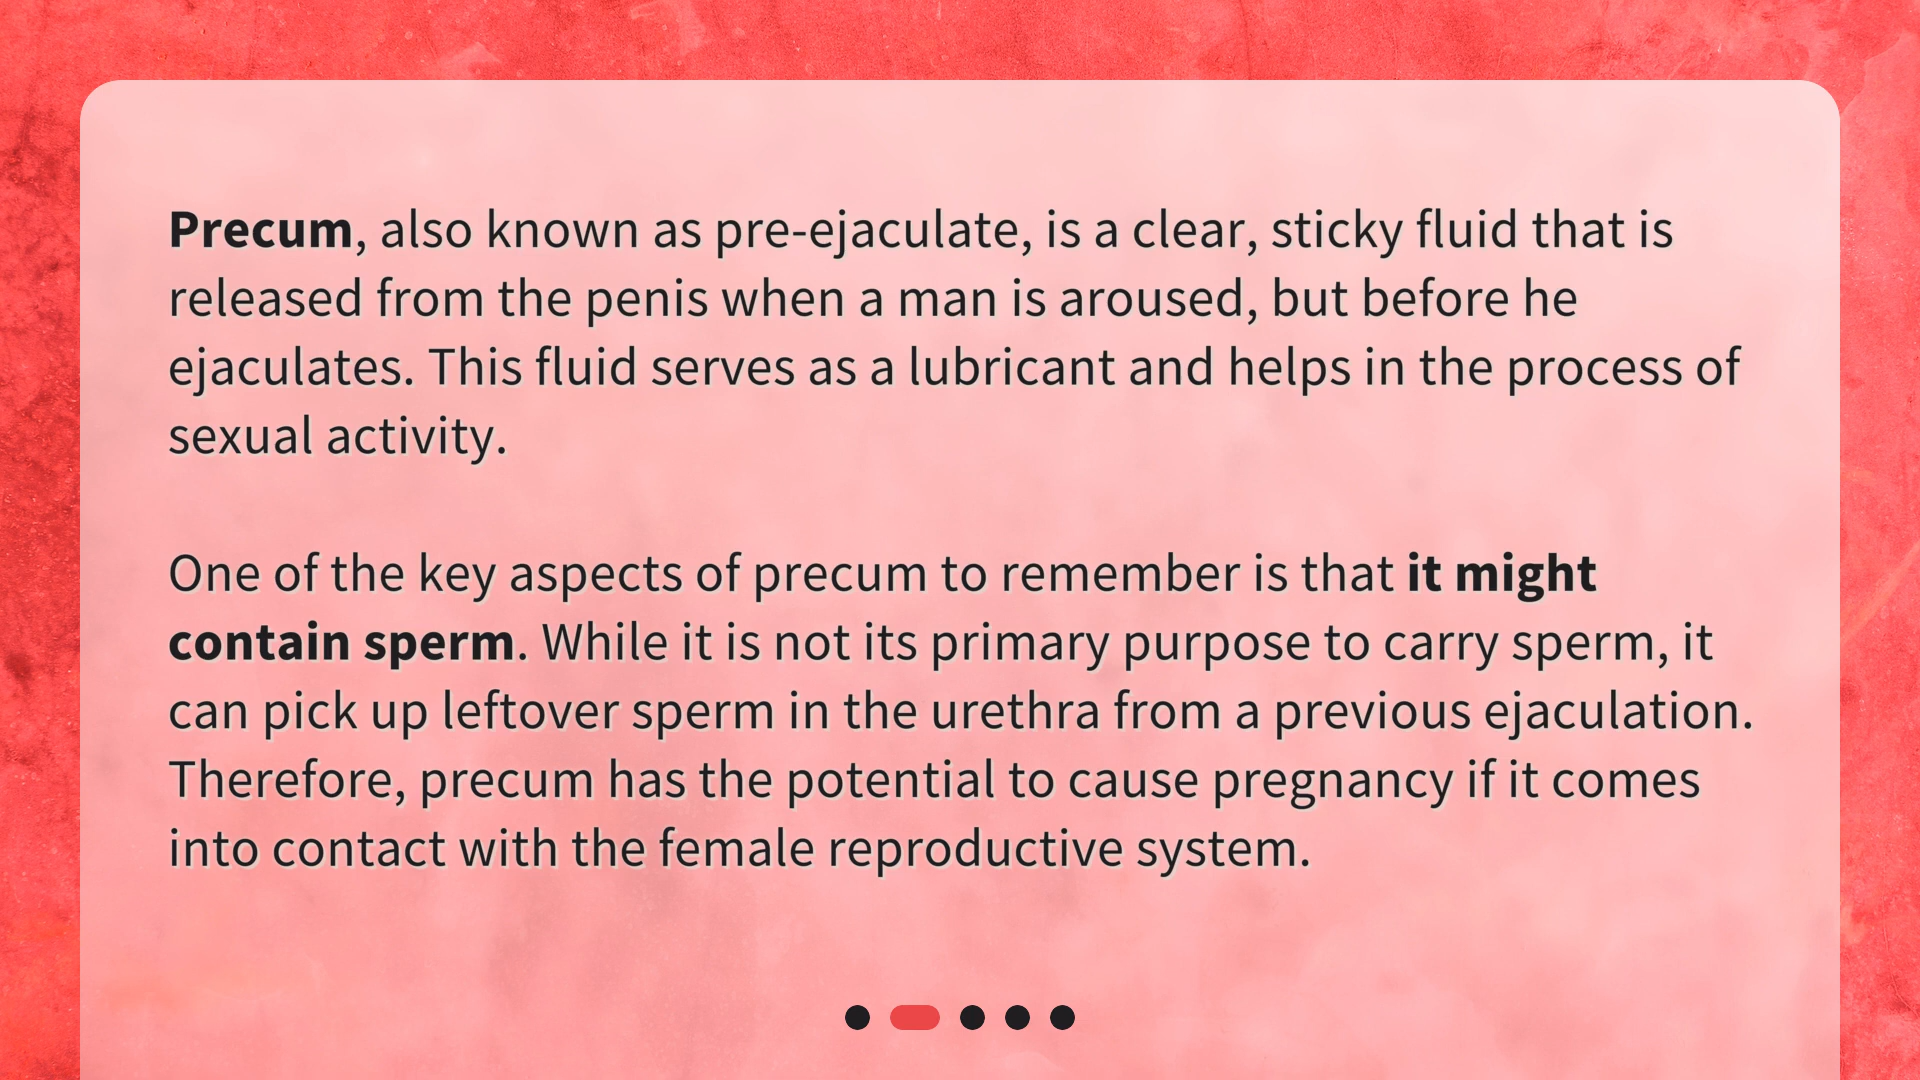 Precum, also known as pre-ejaculate, is a clear, sticky fluid that is
released from the penis when a man is aroused, but before he
ejaculates. This fluid serves as a lubricant and helps in the process of
sexual activity.
One of the key aspects of precum to remember is that it might
contain sperm. While it is not its primary purpose to carry sperm, it
can pick up leftover sperm in the urethra from a previous ejaculation.
Therefore, precum has the potential to cause pregnancy if it comes
into contact with the female reproductive system.